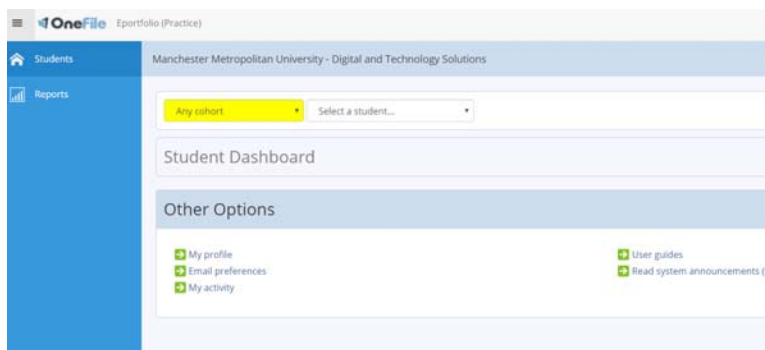 OneFile Eportfolio (Practice)
Students
Manchester Metropolitan University - Digital and Technology Solutions
Reports
Any cohort Select a student...
Student Dashboard
Other Options
My profile User guides
Email preferences Read system announcements (
My activity